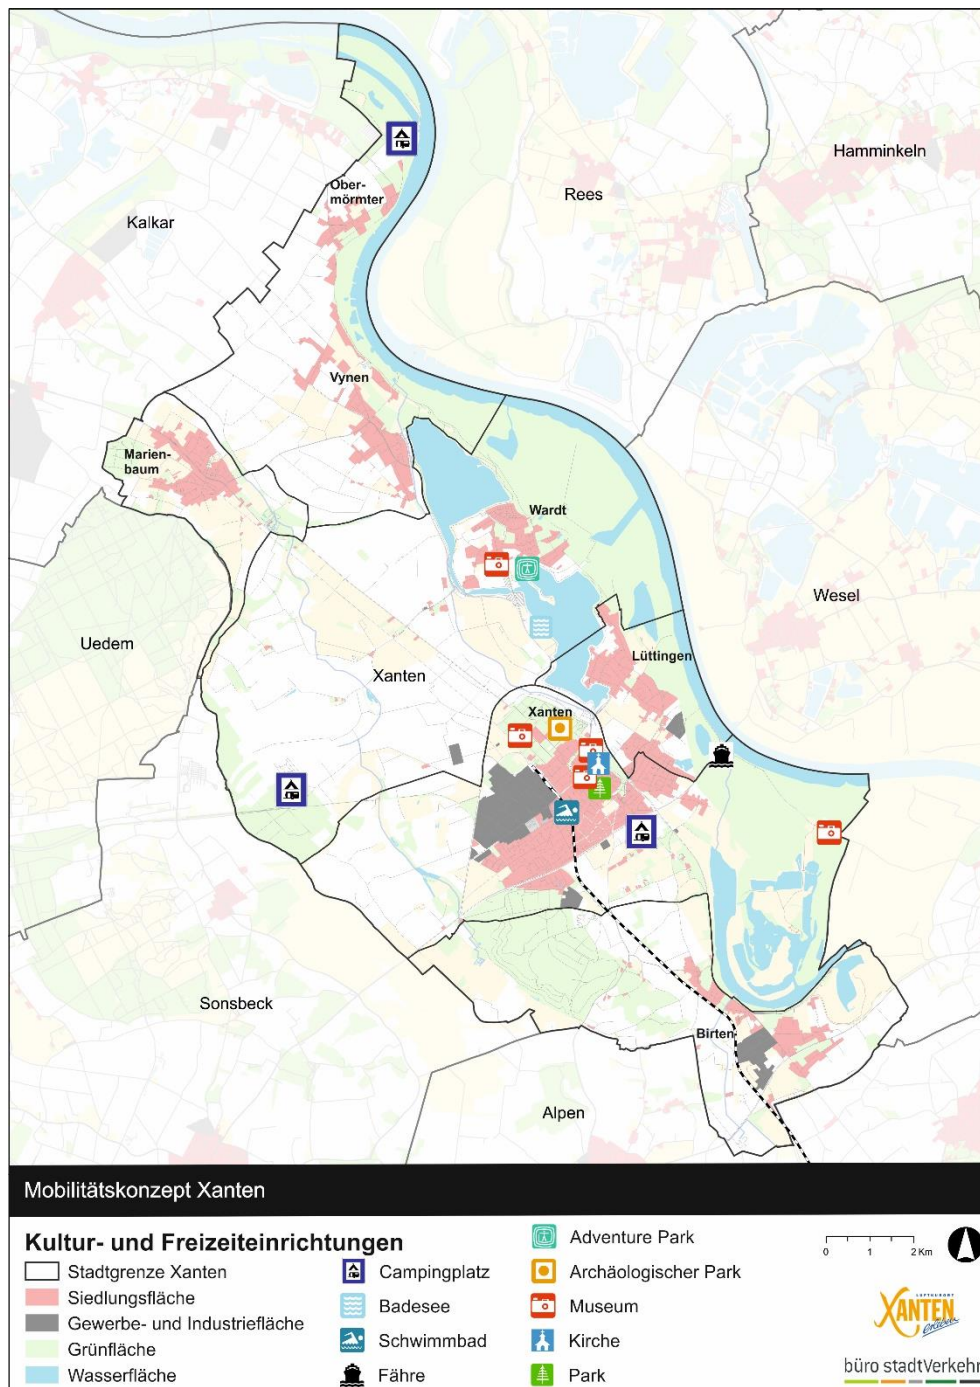 Hamminkeln
Rees
Ober-
mörmter
Kalkar
Vynen
Marien-
baum
Wardt
Wesel
Uedem
Lüttingen
Xanten
Xanten
Sonsbeck
Birten
Alpen
Mobilitätskonzept Xanten
Kultur- und Freizeiteinrichtungen
Stadtgrenze Xanten
Siedlungsfläche
Gewerbe- und Industriefläche
Grünfläche
Wasserfläche
Campingplatz
Badesee
Schwimmbad
Fähre
Adventure Park
Archäologischer Park
Museum
Kirche
Park
0 1 2 Km
LUFTKURORT
XANTEN
erleben
büro stadtVerkehr